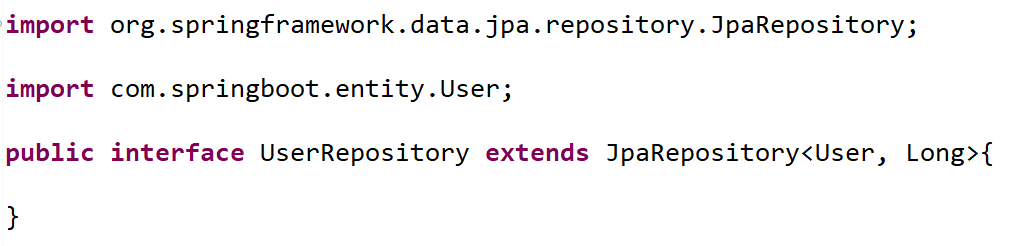 import org.springframework.data.jpa.repository.JpaRepository;
import com.springboot.entity.User;
public interface UserRepository extends JpaRepository<User, Long>{
}